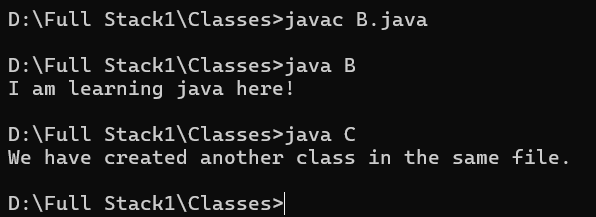 D:\Full Stack1\Classes>javac B.java
D:\Full Stack1\Classes>java B
I am learning java here!
D:\Full Stack1\Classes>java C
We have created another class in the same file.
D:\Full Stack1\Classes>